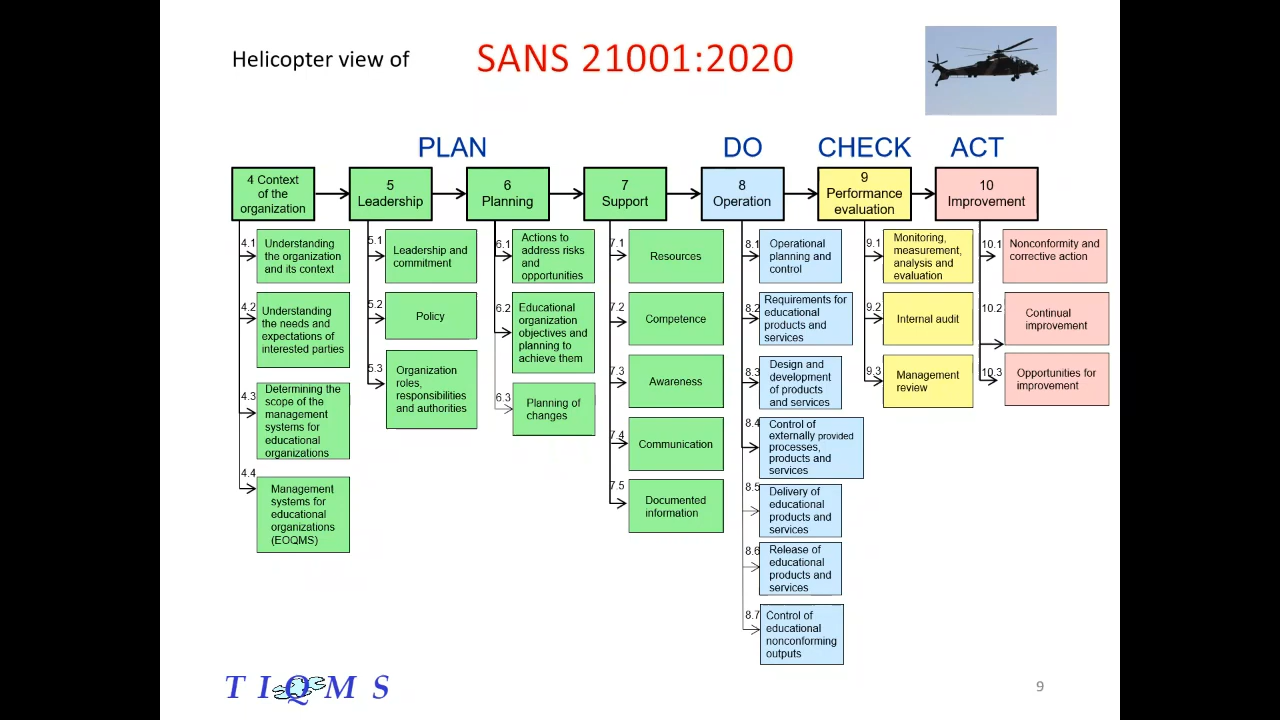 Helicopter view of SANS 21001:2020
PLAN DO CHECK ACT
4 Context
of the
organization
5
Leadership
6
Planning
7
Support
8
Operation
9
Performance
evaluation
10
Improvement
4.1
Understanding
the organization
and its context
4.2
Understanding
the needs and
expectations of
interested parties
4.3
Determining the
scope of the
management
systems for
educational
organizations
4.4
Management
systems for
educational
organizations
(EOQMS)
5.1
Leadership and
commitment
5.2
Policy
5.3
Organization
roles,
responsibilities
and authorities
6.1
Actions to
address risks
and
opportunities
6.2
Educational
organization
objectives and
planning to
achieve them
6.3
Planning of
changes
7.1
Resources
7.2
Competence
7.3
Awareness
7.4
Communication
7.5
Documented
information
8.1
Operational
planning and
control
8.2
Requirements for
educational
products and
services
8.3
Design and
development
of products
and services
8.4
Control of
externally provided
processes,
products and
services
8.5
Delivery of
educational
products and
services
8.6
Release of
educational
products and
services
8.7
Control of
educational
nonconforming
outputs
9.1
Monitoring,
measurement,
analysis and
evaluation
9.2
Internal audit
9.3
Management
review
10.1
Nonconformity and
corrective action
10.2
Continual
improvement
10.3
Opportunities for
improvement
T I Q M S
9